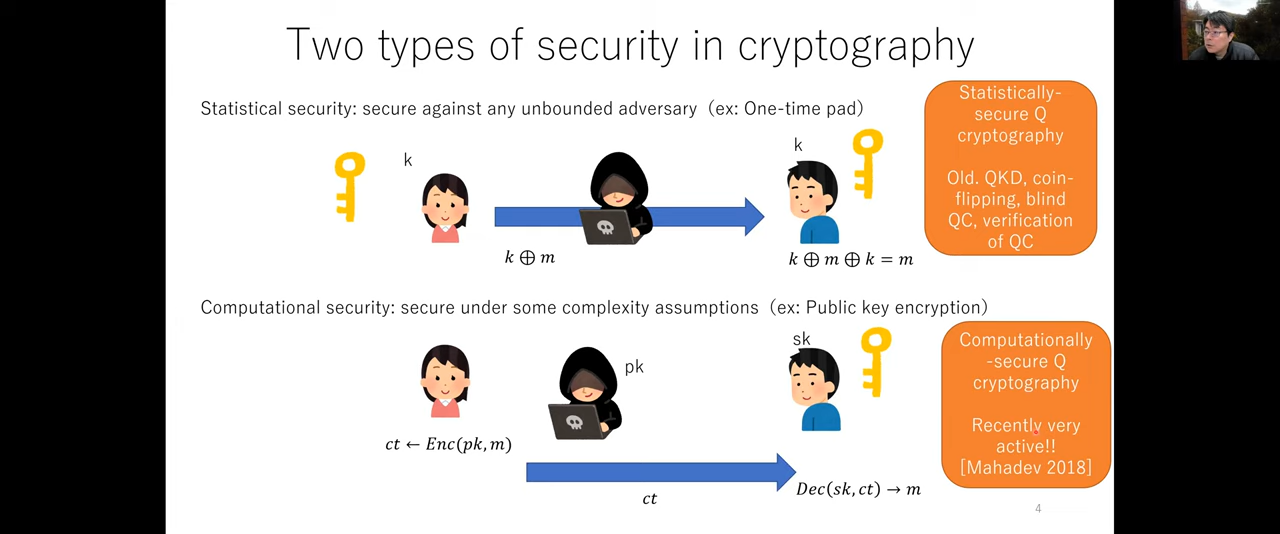 Two types of security in cryptography
Statistical security: secure against any unbounded adversary (ex: One-time pad)
k
k
k ⊕ m
k ⊕ m ⊕ k = m
Statistically-
secure Q
cryptography
Old. QKD, coin-
flipping, blind
QC, verification
of QC
Computational security: secure under some complexity assumptions (ex: Public key encryption)
pk
sk
ct ← Enc(pk, m)
ct
Dec(sk, ct) → m
Computationally
-secure Q
cryptography
Recently very
active!!
[Mahadev 2018]
4